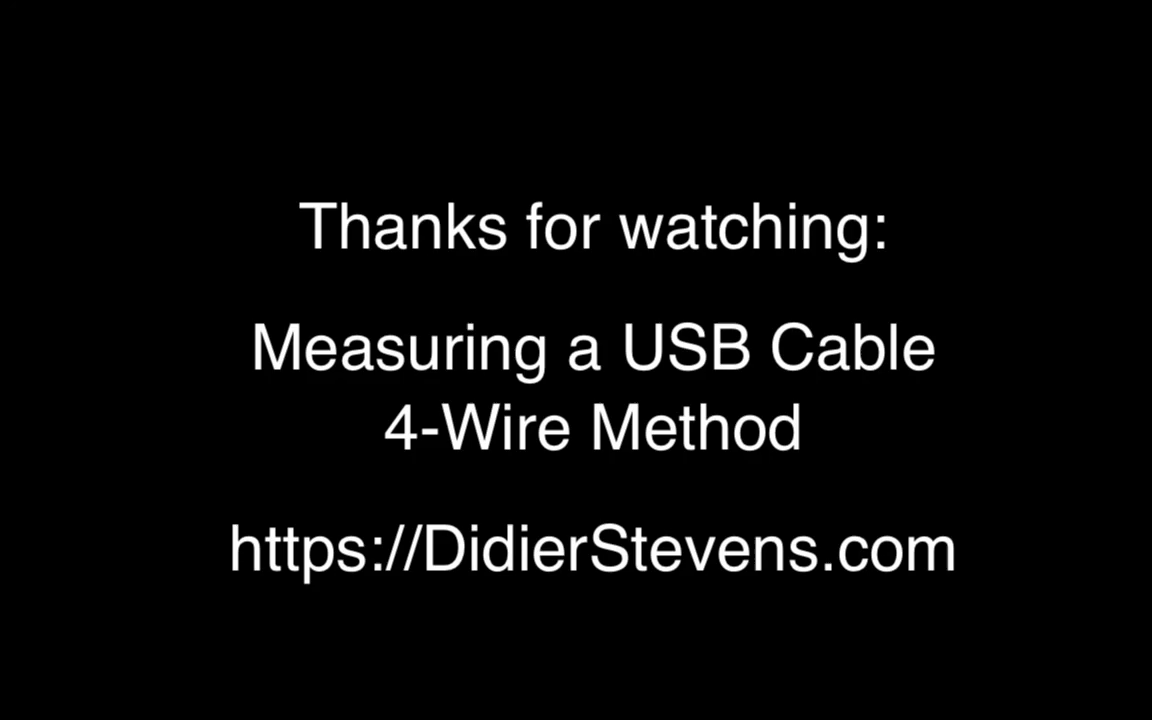 Thanks for watching:
Measuring a USB Cable
4-Wire Method
https://DidierStevens.com